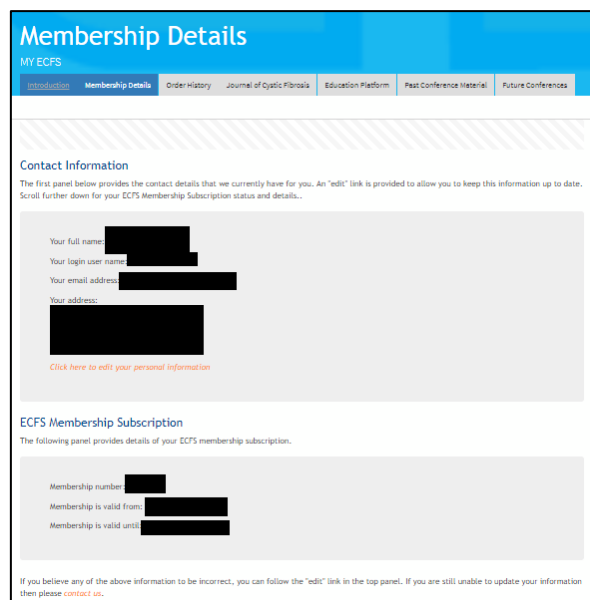 Membership Details
MY ECFS
Introduction Membership Details Order History Journal of Cystic Fibrosis Education Platform Past Conference Material Future Conferences
Contact Information
The first panel below provides the contact details that we currently have for you. An "edit" link is provided to allow you to keep this information up to date.
Scroll further down for your ECFS Membership Subscription status and details..
Your full name:
Your login user name:
Your email address:
Your address:
Click here to edit your personal information
ECFS Membership Subscription
The following panel provides details of your ECFS membership subscription.
Membership number:
Membership is valid from:
Membership is valid until:
If you believe any of the above information to be incorrect, you can follow the "edit" link in the top panel. If you are still unable to update your information
then please contact us.